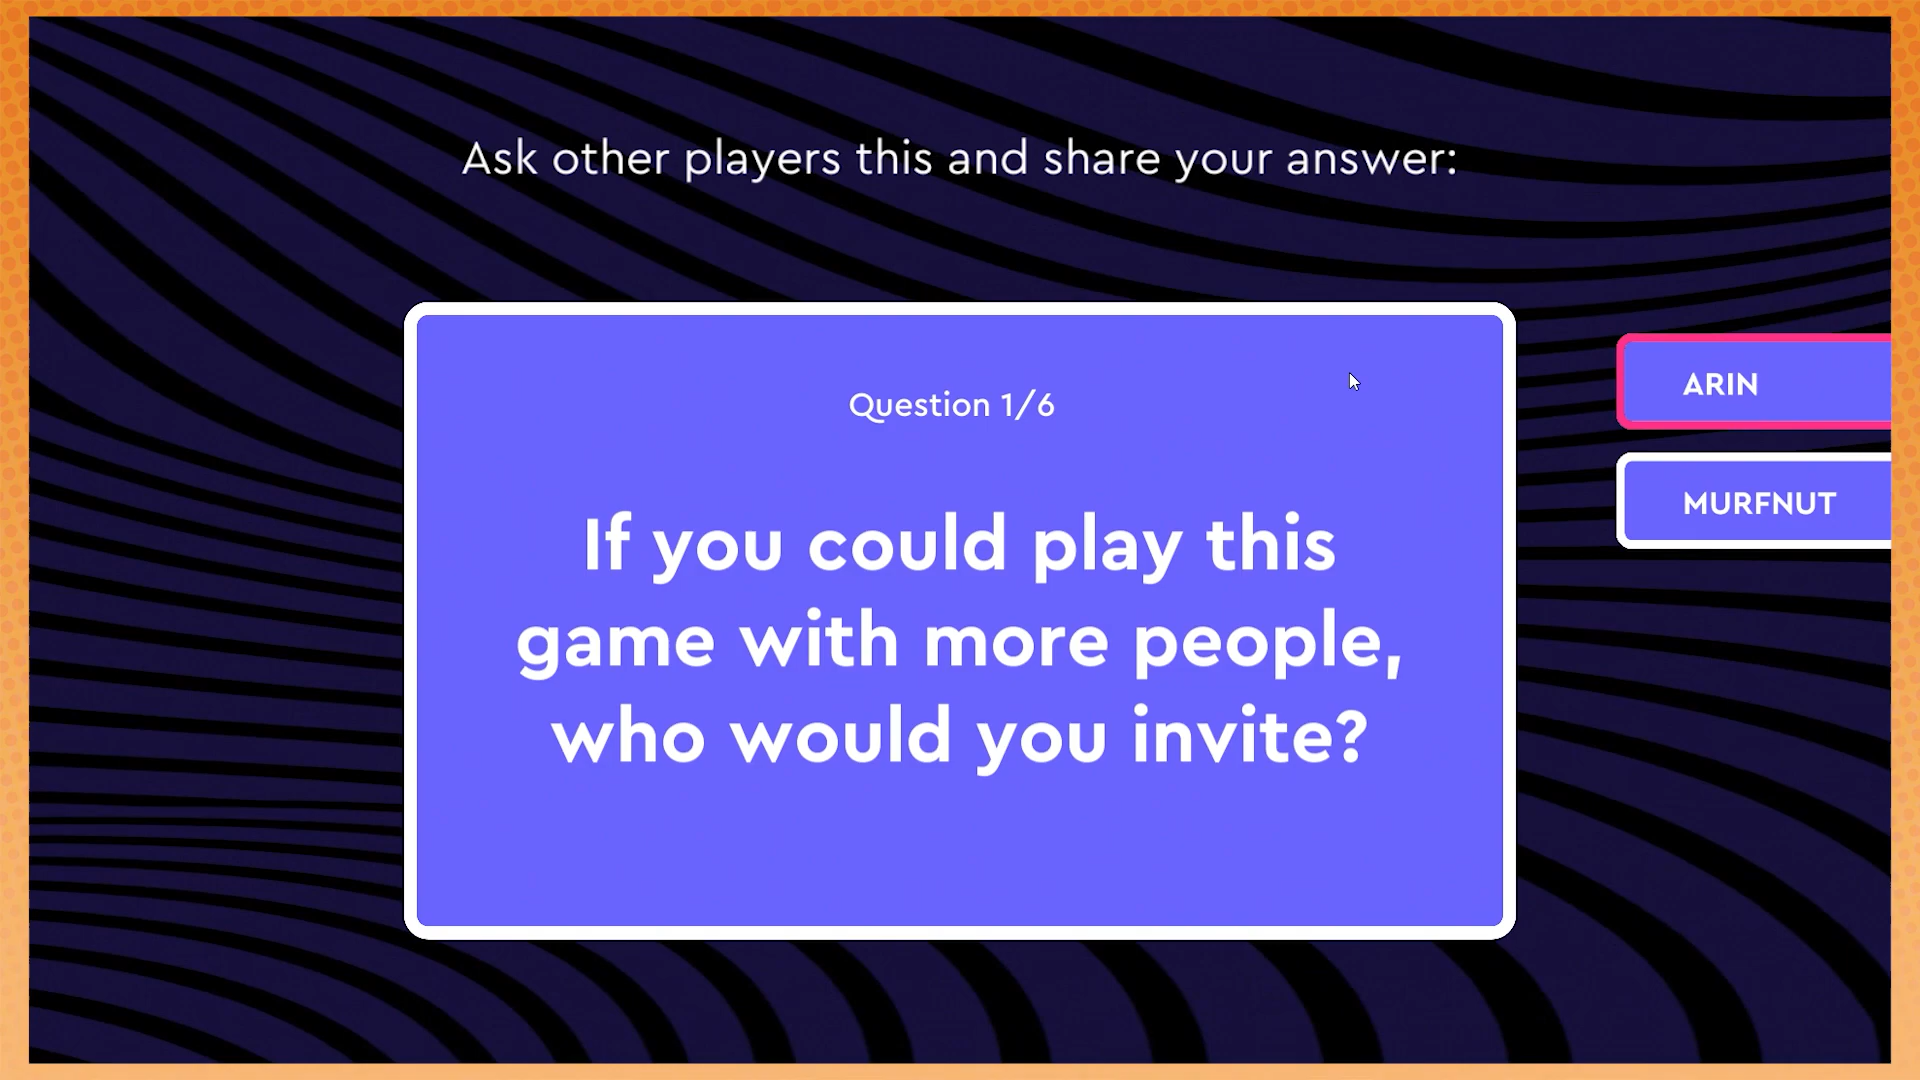 Ask other players this and share your answer:
Question 1/6
If you could play this
game with more people,
who would you invite?
ARIN
MURFNUT